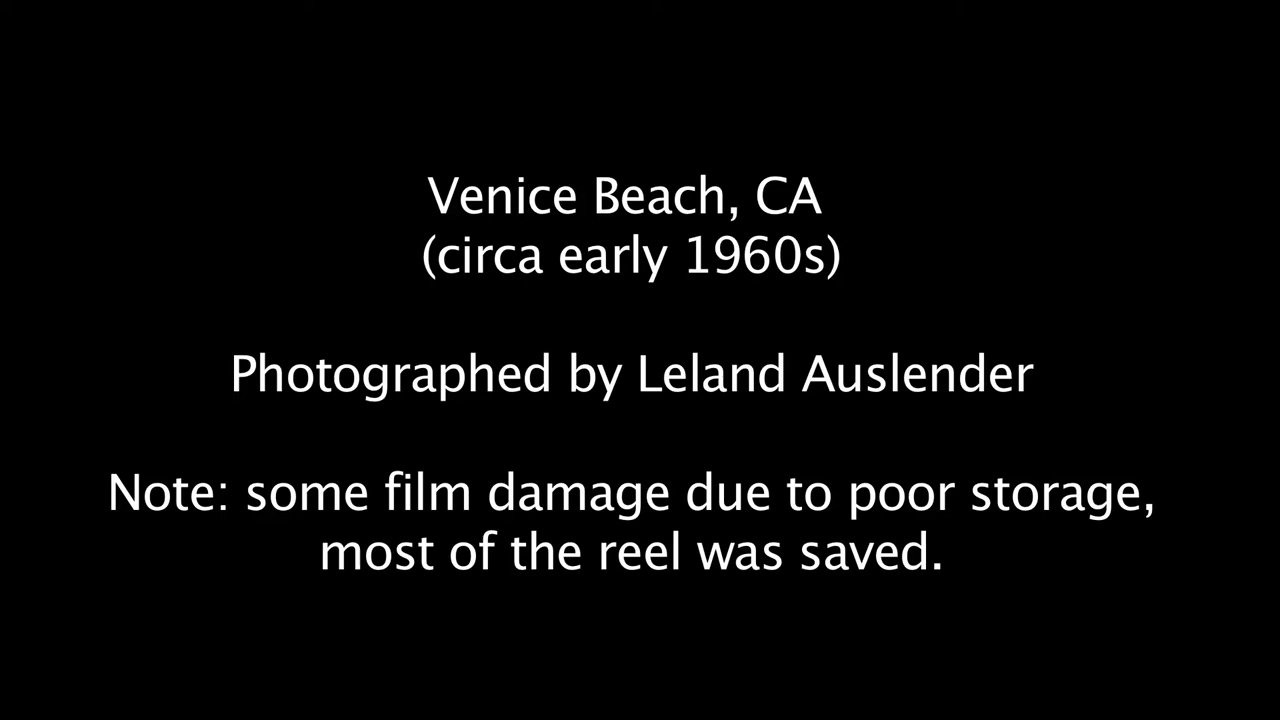 Venice Beach, CA
(circa early 1960s)
Photographed by Leland Auslender
Note: some film damage due to poor storage,
most of the reel was saved.